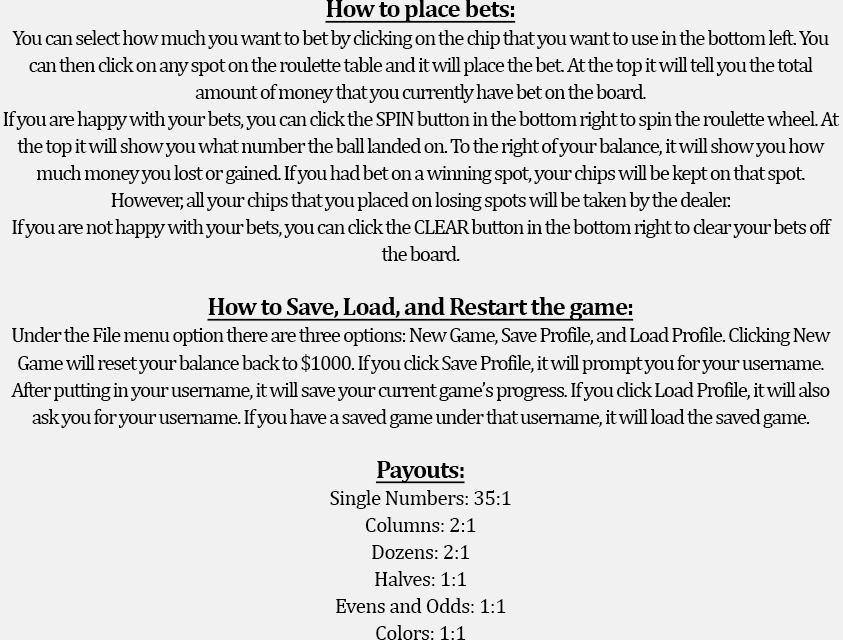 How to place bets:
You can select how much you want to bet by clicking on the chip that you want to use in the bottom left. You
can then click on any spot on the roulette table and it will place the bet. At the top it will tell you the total
amount of money that you currently have bet on the board.
If you are happy with your bets, you can click the SPIN button in the bottom right to spin the roulette wheel. At
the top it will show you what number the ball landed on. To the right of your balance, it will show you how
much money you lost or gained. If you had bet on a winning spot, your chips will be kept on that spot.
However, all your chips that you placed on losing spots will be taken by the dealer.
If you are not happy with your bets, you can click the CLEAR button in the bottom right to clear your bets off
the board.
How to Save, Load, and Restart the game:
Under the File menu option there are three options: New Game, Save Profile, and Load Profile. Clicking New
Game will reset your balance back to $1000. If you click Save Profile, it will prompt you for your username.
After putting in your username, it will save your current game’s progress. If you click Load Profile, it will also
ask you for your username. If you have a saved game under that username, it will load the saved game.
Payouts:
Single Numbers: 35:1
Columns: 2:1
Dozens: 2:1
Halves: 1:1
Evens and Odds: 1:1
Colors: 1:1